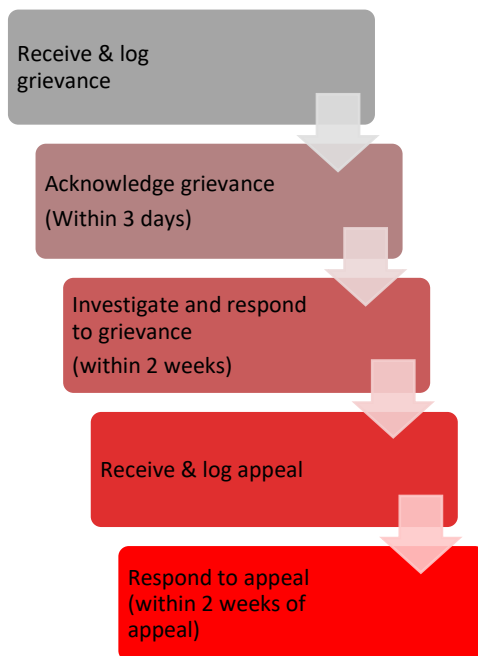 Receive & log
grievance
Acknowledge grievance
(Within 3 days)
Investigate and respond
to grievance
(within 2 weeks)
Receive & log appeal
Respond to appeal
(within 2 weeks of
appeal)